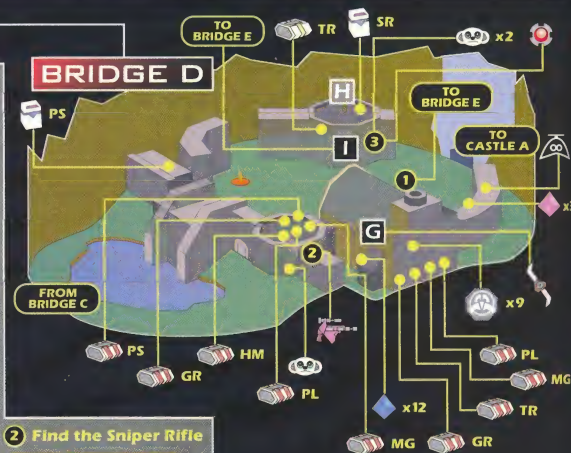 TO
BRIDGE E
TR
SR
x2
BRIDGE D
PS
H
TO
BRIDGE E
I
3
TO
CASTLE A
1
G
2
FROM
BRIDGE C
x9
PS
HM
GR
PL
PL
MG
x12
TR
MG
GR
2 Find the Sniper Rifle